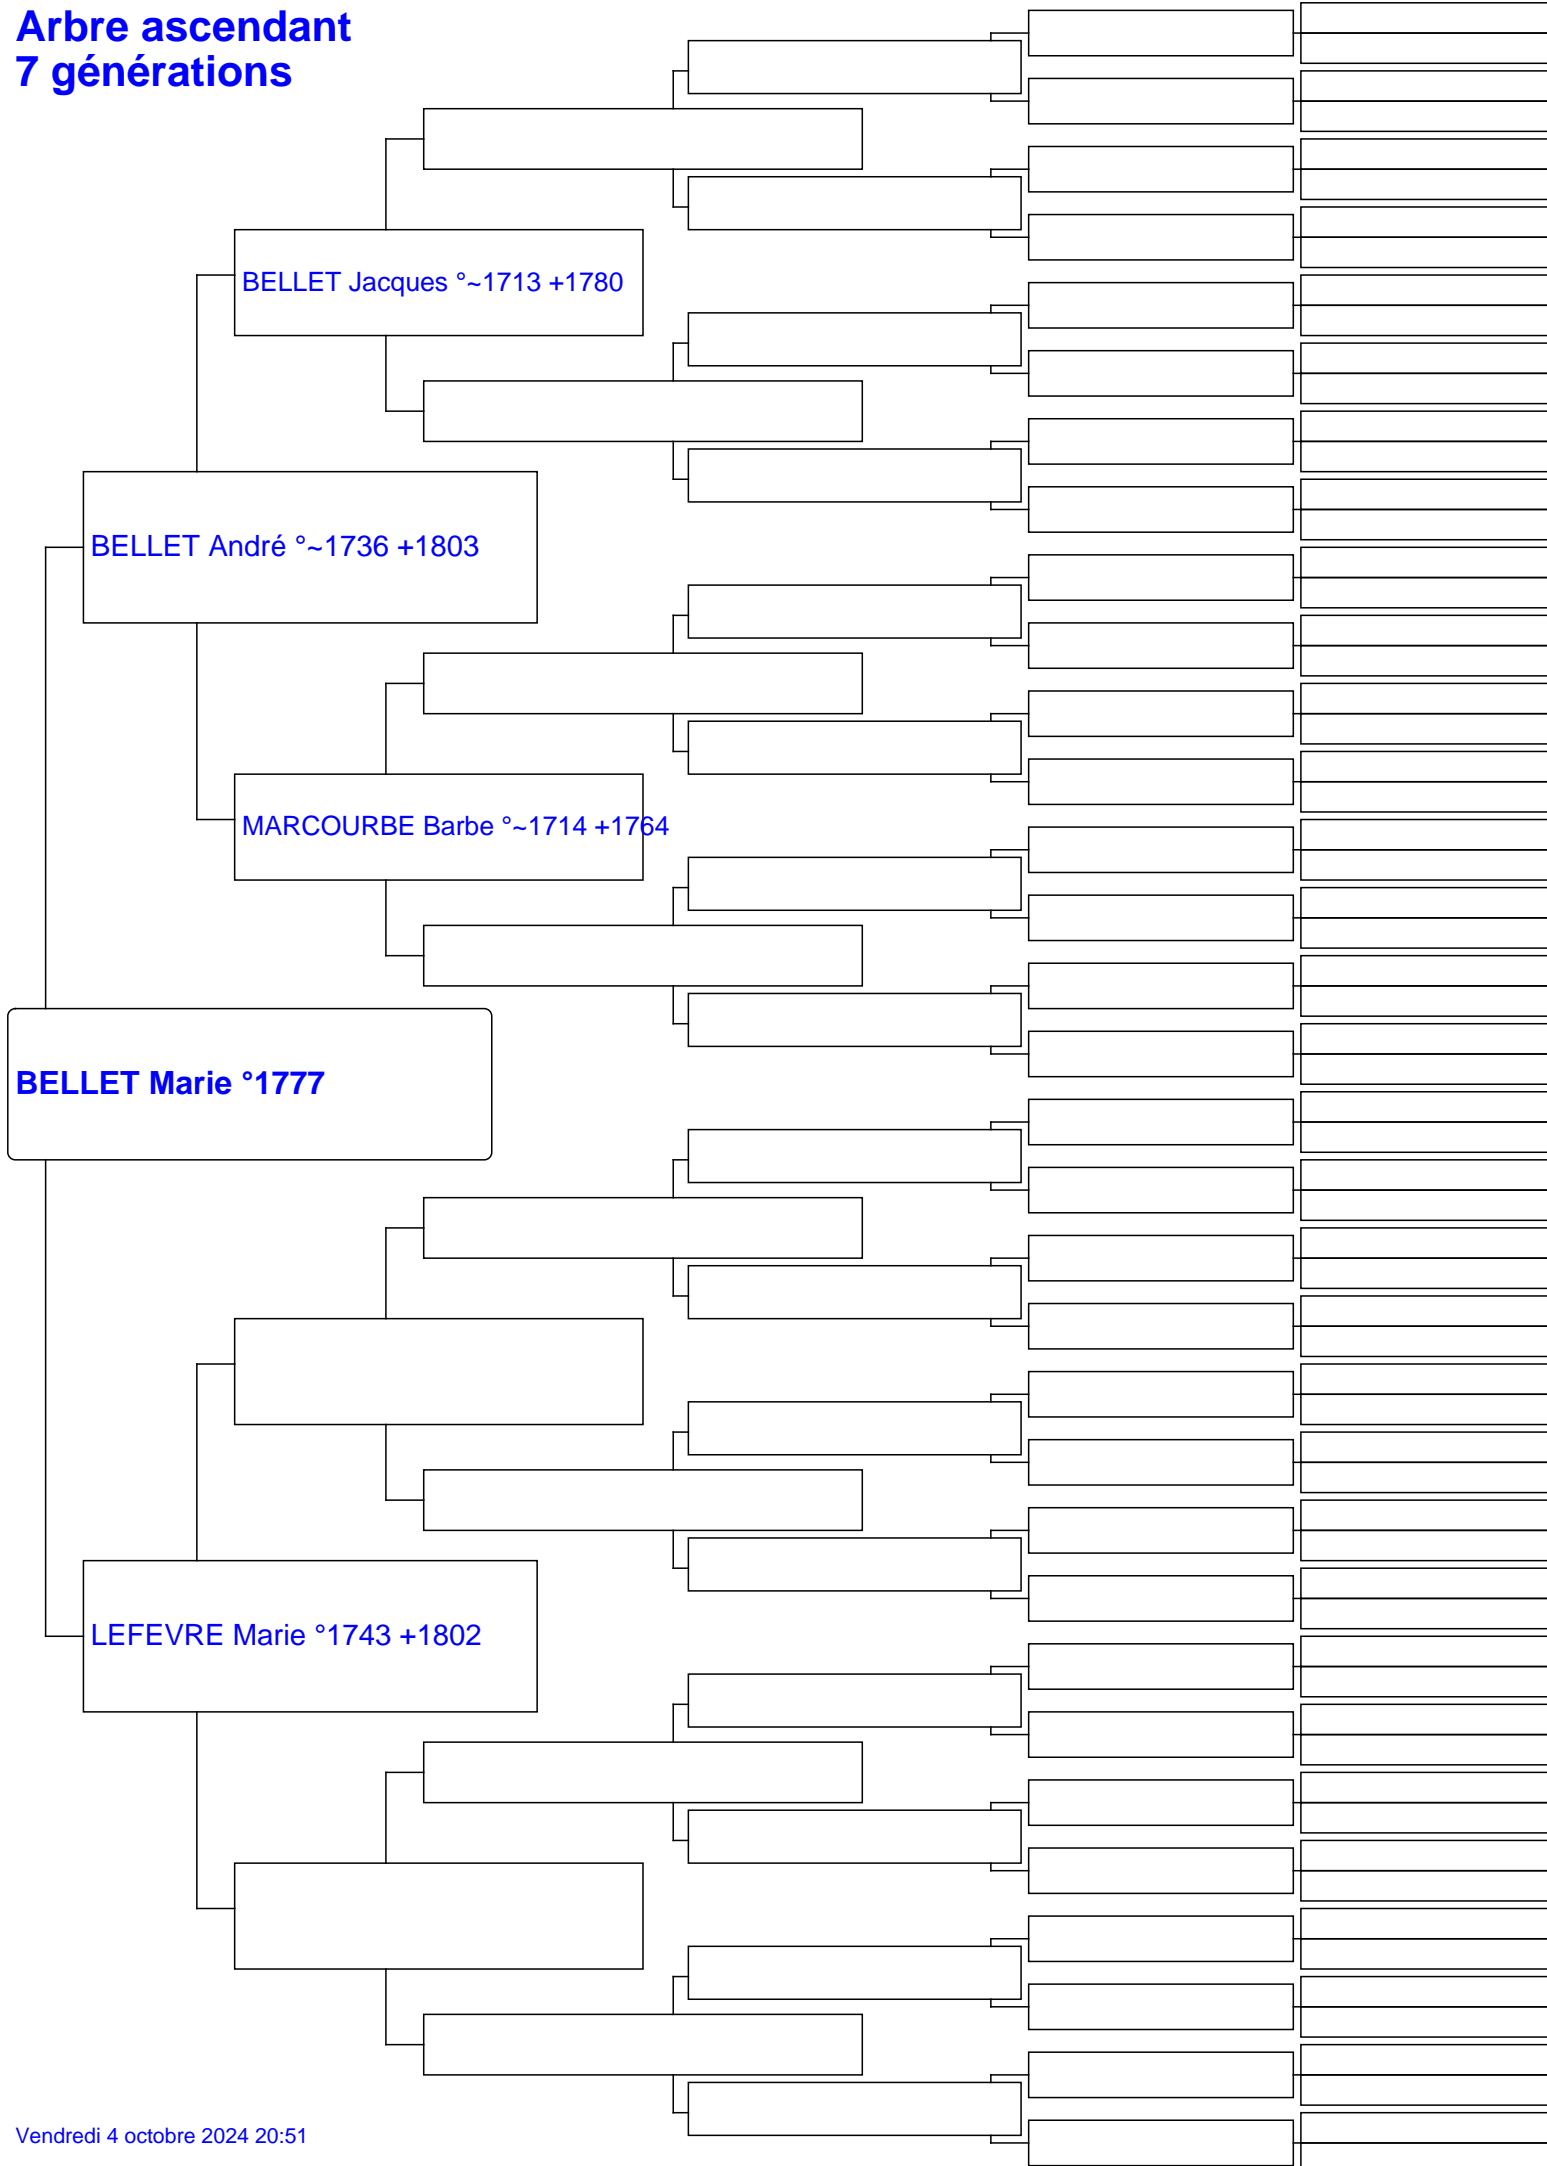 Arbre ascendant
7 générations
BELLET Jacques °~1713 +1780
BELLET André °~1736 +1803
MARCOURBE Barbe °~1714 +1764
BELLET Marie °1777
LEFEVRE Marie °1743 +1802
Vendredi 4 octobre 2024 20:51